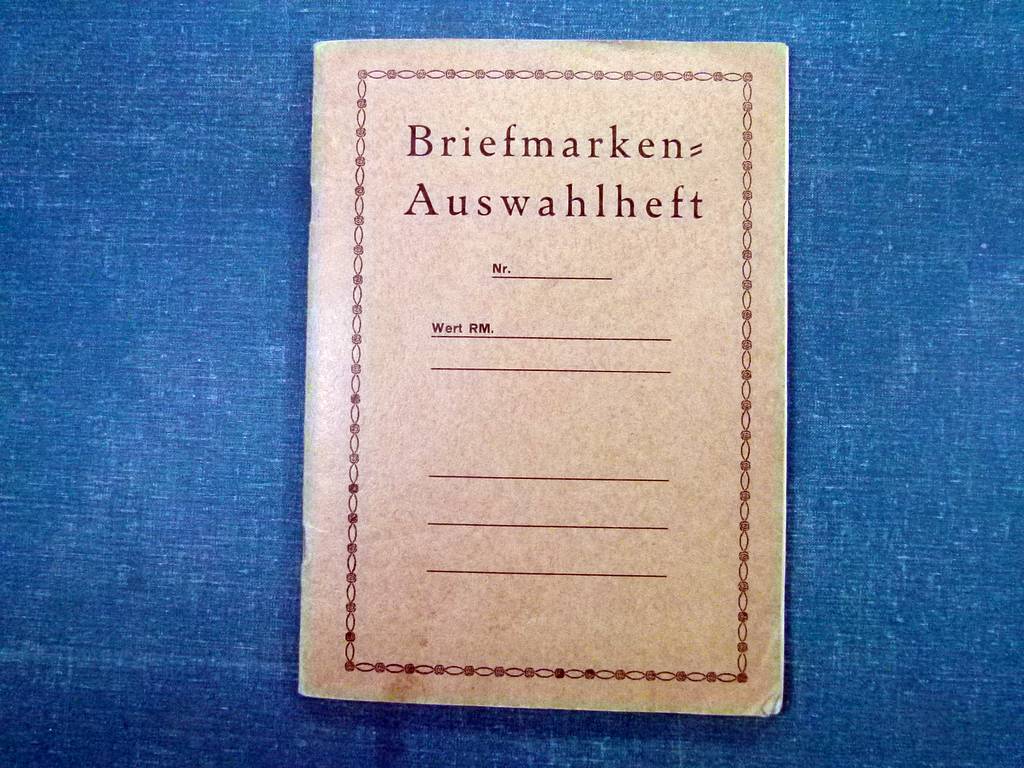 Briefmarken=
Auswahlheft
Nr.
Wert RM.